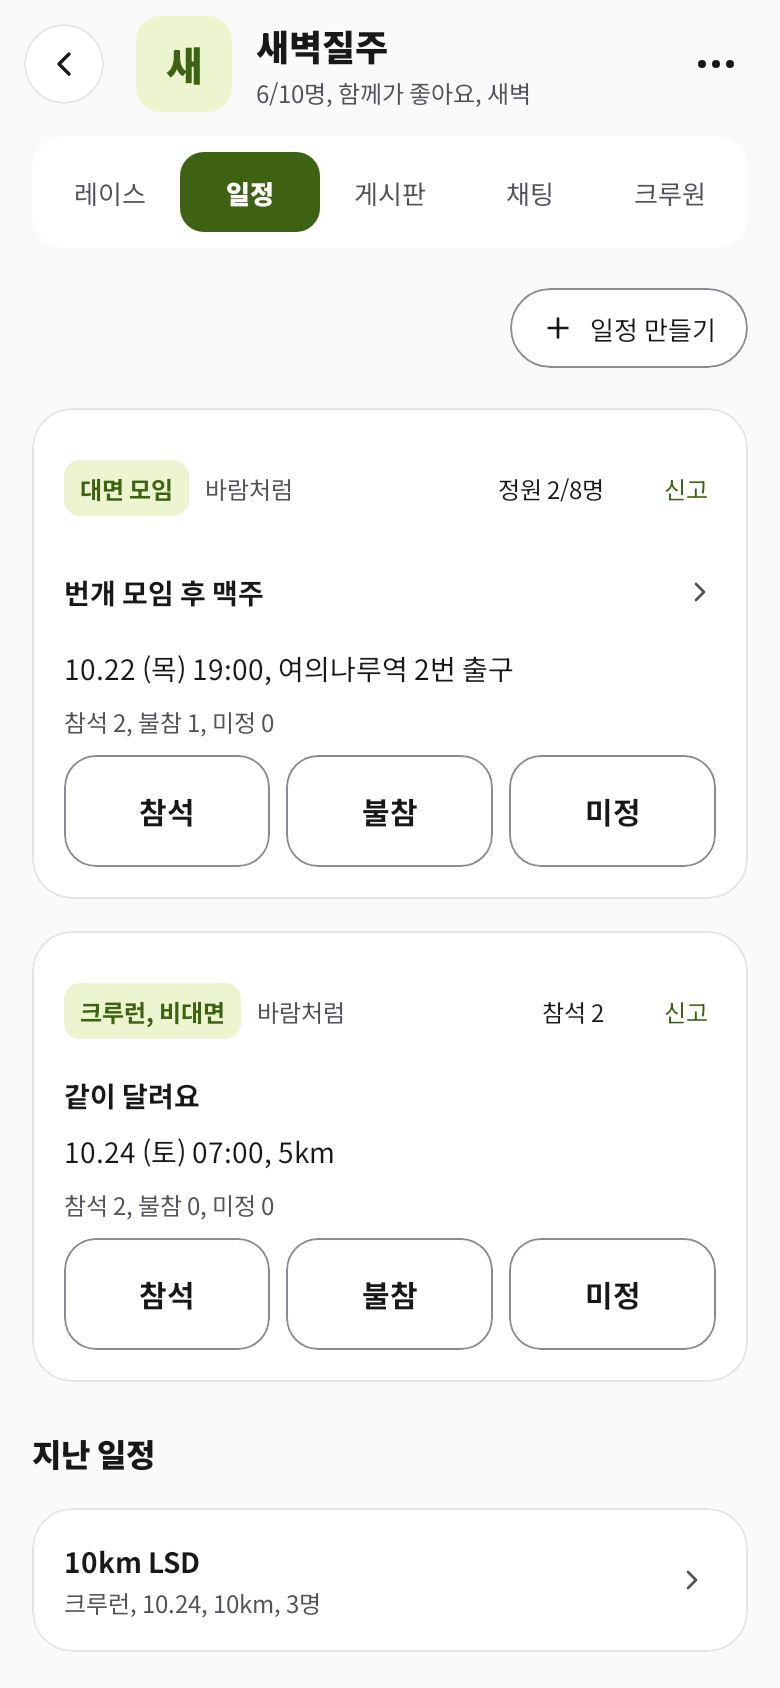 새
새벽질주
6/10명, 함께가 좋아요, 새벽
레이스 일정 게시판 채팅 크루원
+ 일정 만들기
대면 모임 바람처럼 정원 2/8명 신고
번개 모임 후 맥주
10.22 (목) 19:00, 여의나루역 2번 출구
참석 2, 불참 1, 미정 0
참석 불참 미정
크루런, 비대면 바람처럼 참석 2 신고
같이 달려요
10.24 (토) 07:00, 5km
참석 2, 불참 0, 미정 0
참석 불참 미정
지난 일정
10km LSD
크루런, 10.24, 10km, 3명